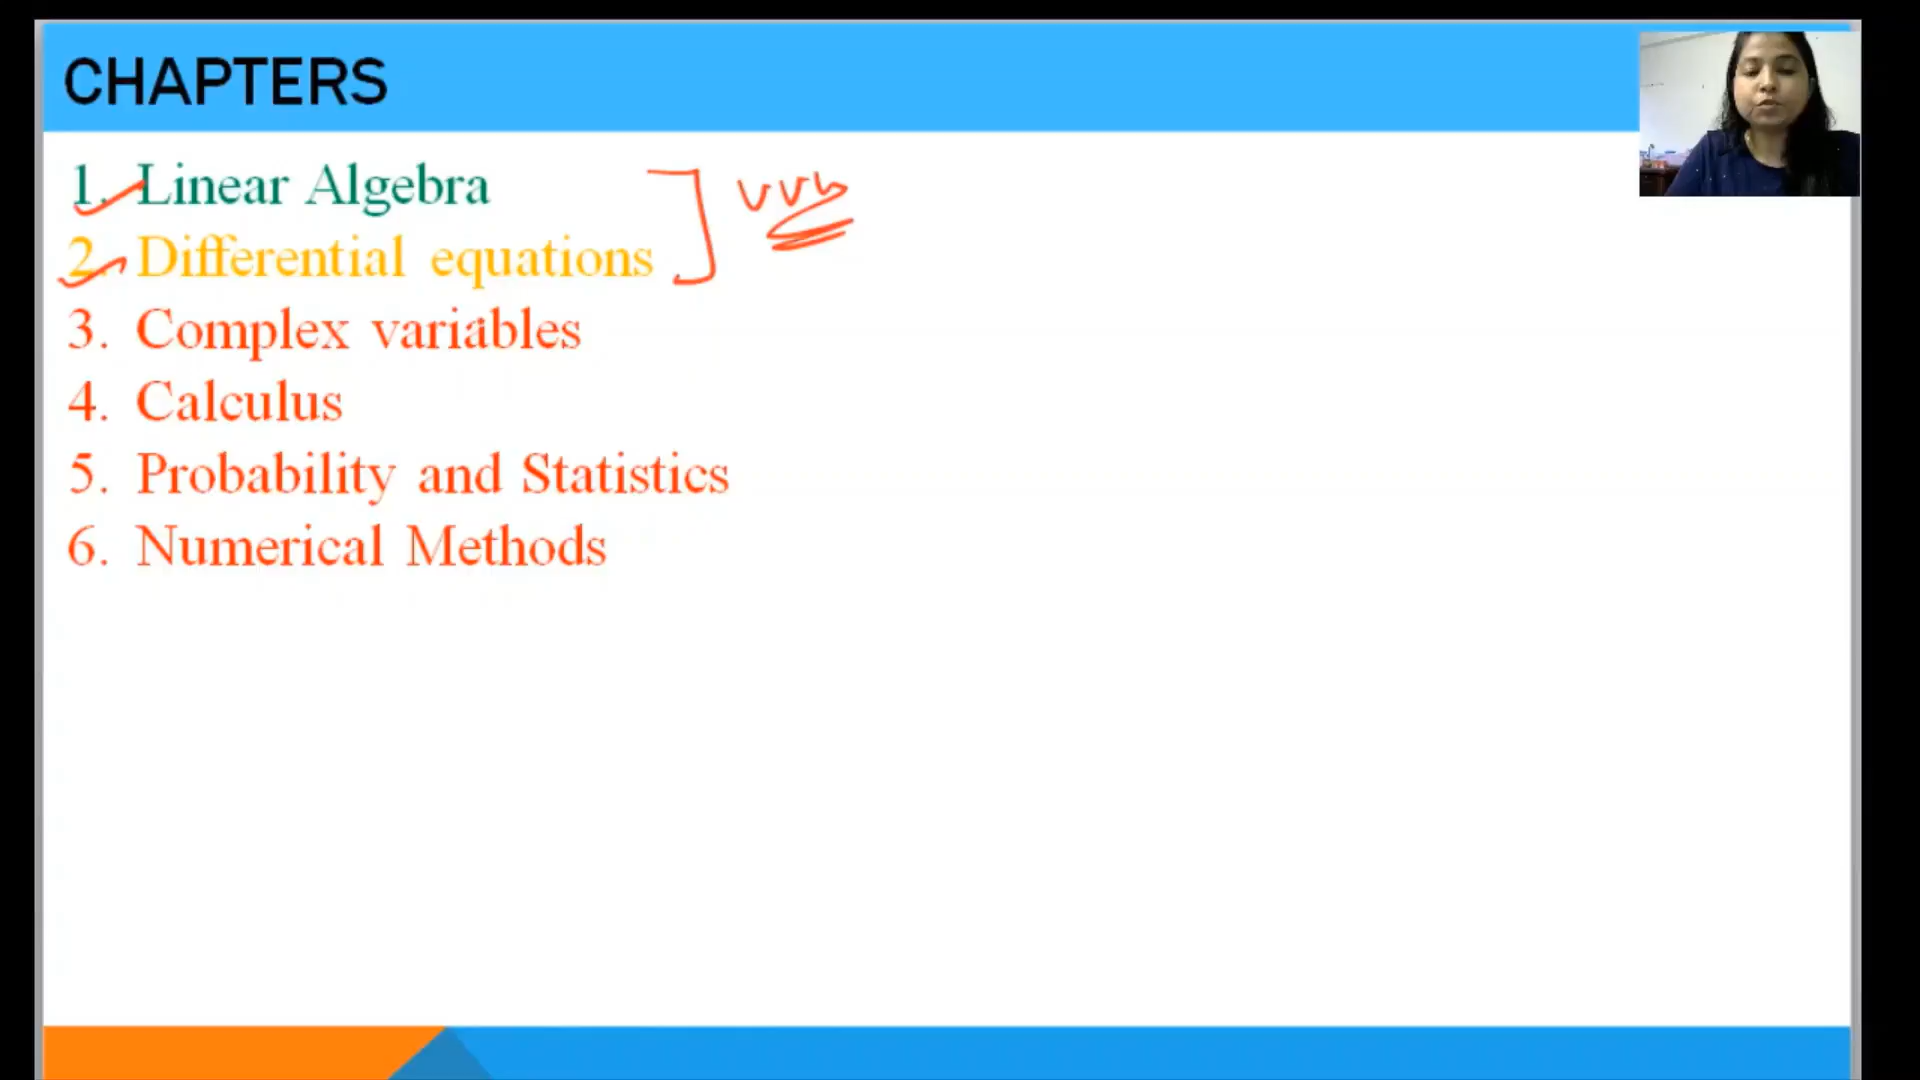 CHAPTERS
1. Linear Algebra
2. Differential equations
3. Complex variables
4. Calculus
5. Probability and Statistics
6. Numerical Methods